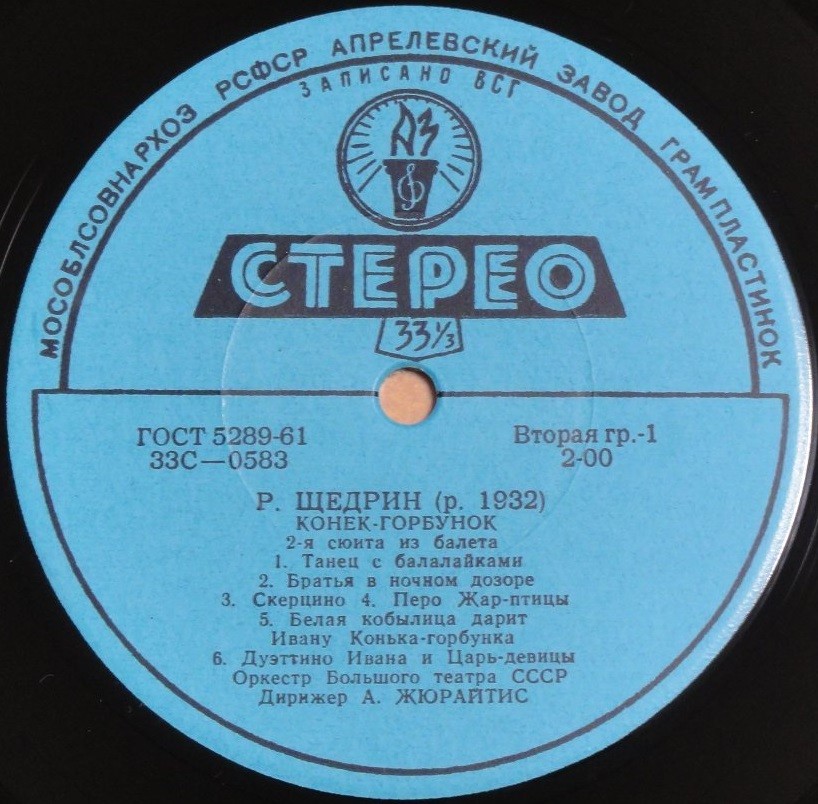 МОСОБЛСОВНАРХОЗ РСФСР АПРЕЛЕВСКИЙ ЗАВОД ГРАМПЛАСТИНОК
ЗАПИСАНО ВСГ
АЗ
СТЕРЕО
33⅓
ГОСТ 5289-61
Вторая гр.-1
33С—0583
2-00
Р. ЩЕДРИН (р. 1932)
КОНЕК-ГОРБУНОК
2-я сюита из балета
1. Танец с балалайками
2. Братья в ночном дозоре
3. Скерцино 4. Перо Жар-птицы
5. Белая кобылица дарит
Ивану Конька-горбунка
6. Дуэттино Ивана и Царь-девицы
Оркестр Большого театра СССР
Дирижер А. ЖЮРАЙТИС